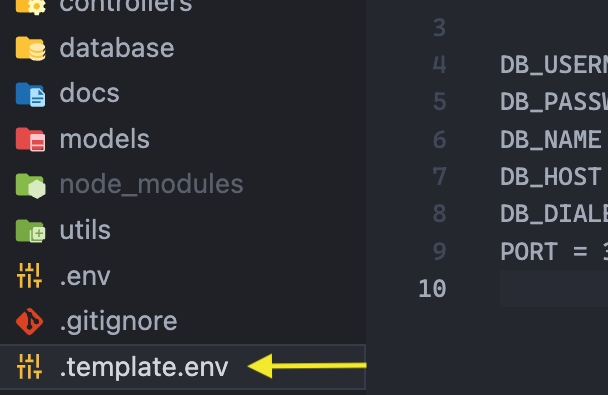 controllers
database
docs
models
node_modules
utils
.env
.gitignore
.template.env
3
4 DB_USERN
5 DB_PASSW
6 DB_NAME
7 DB_HOST
8 DB_DIALE
9 PORT = 3
10